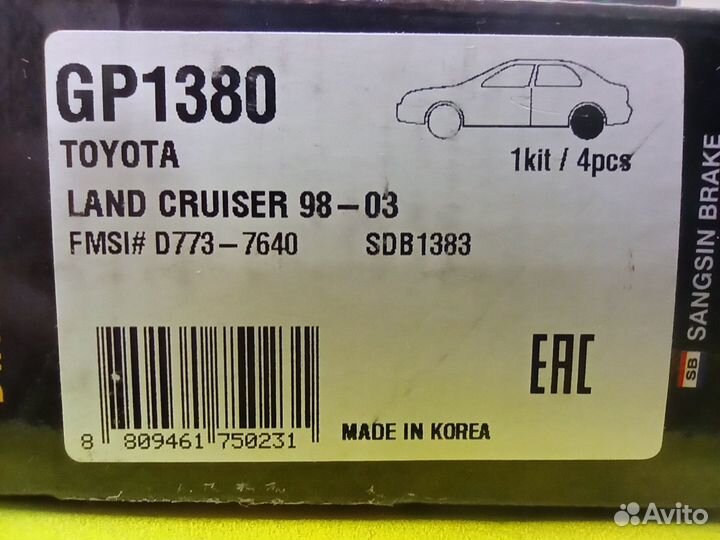 GP1380
TOYOTA
1kit / 4pcs
LAND CRUISER 98-03
FMSI# D773-7640 SDB1383
EAC
8 809461 750231
MADE IN KOREA
SB SANGSIN BRAKE
Avito